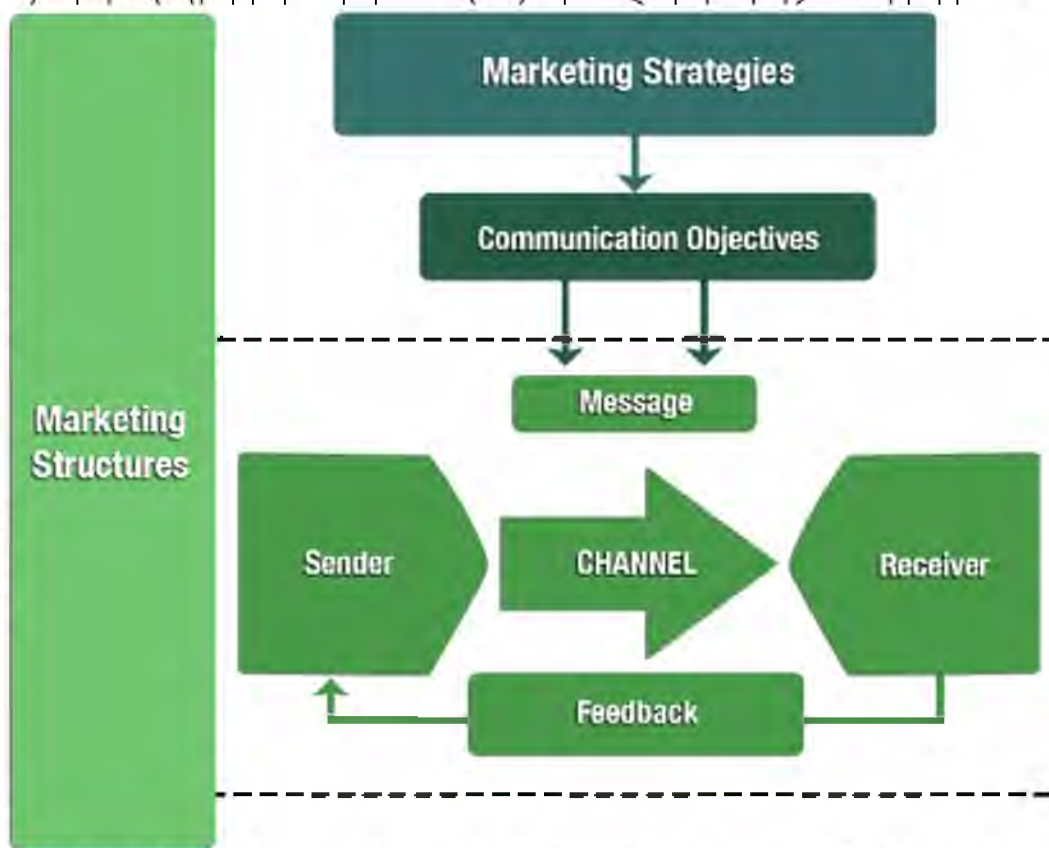 Marketing Strategies
Communication Objectives
Message
Marketing
Structures
Sender
CHANNEL
Receiver
Feedback